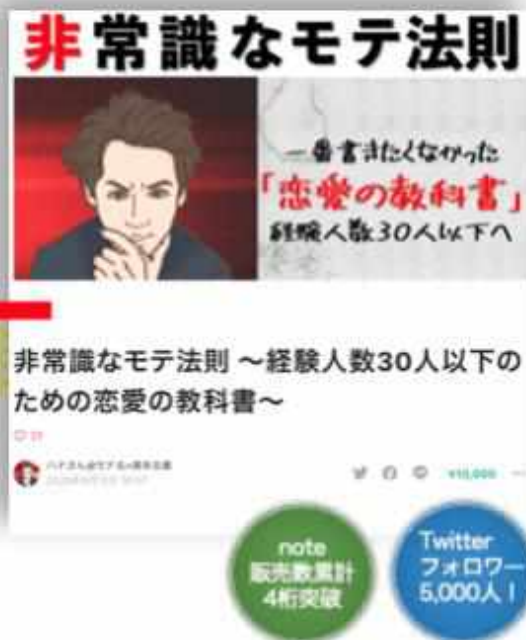 非常識なモテ法則
一番書きたくなかった
「恋愛の教科書」
経験人数30人以下へ
非常識なモテ法則 〜経験人数30人以下の
ための恋愛の教科書〜
¥10,000
note
販売数累計
4桁突破
Twitter
フォロワー
5,000人！